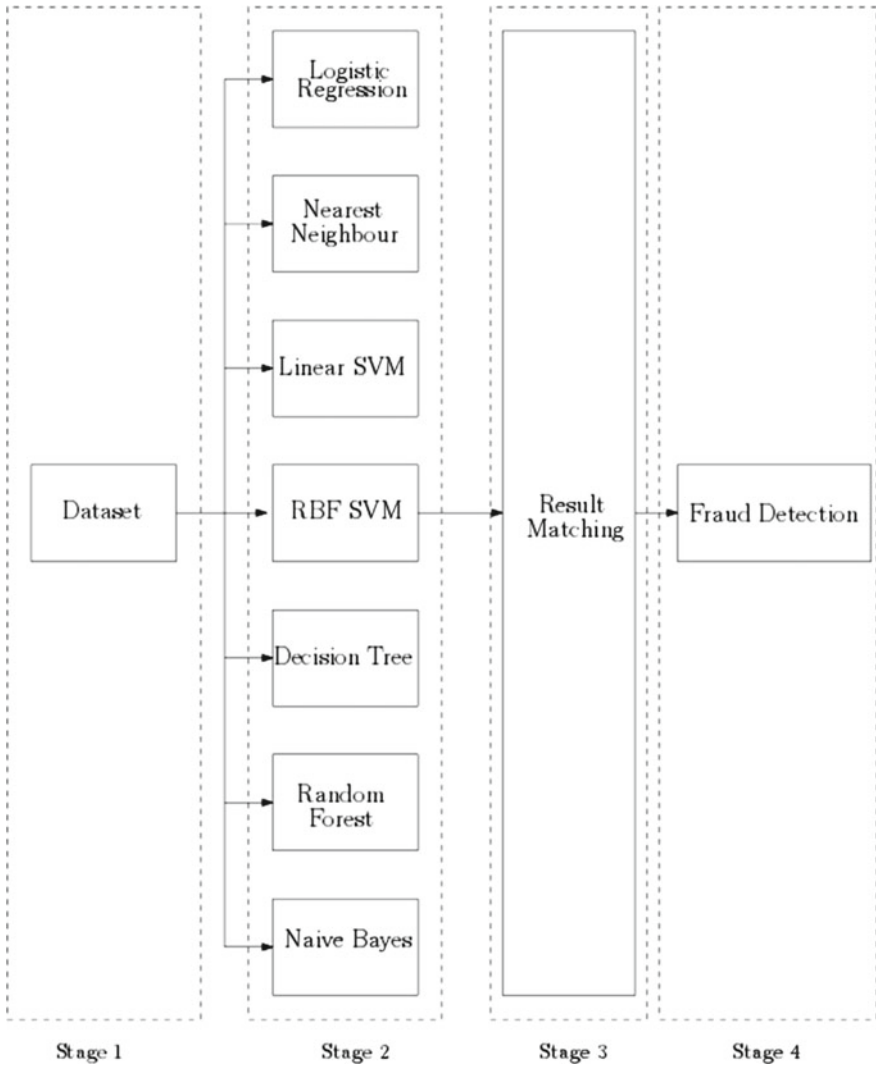 Logistic
Regression
Nearest
Neighbour
Linear SVM
Dataset
RBF SVM
Result
Matching
Fraud Detection
Decision Tree
Random
Forest
Naive Bayes
Stage 1
Stage 2
Stage 3
Stage 4